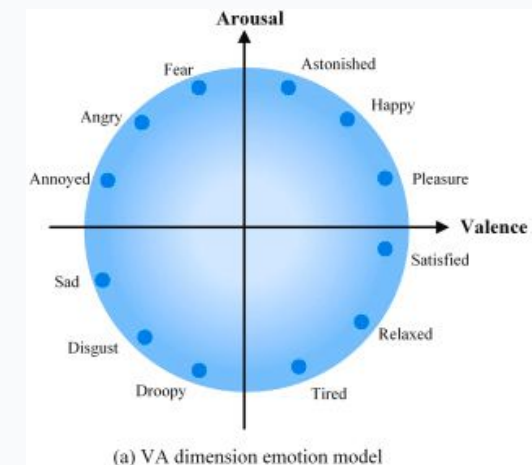 Arousal
Fear
Astonished
Angry
Happy
Annoyed
Pleasure
Valence
Satisfied
Sad
Relaxed
Disgust
Droopy
Tired
(a) VA dimension emotion model